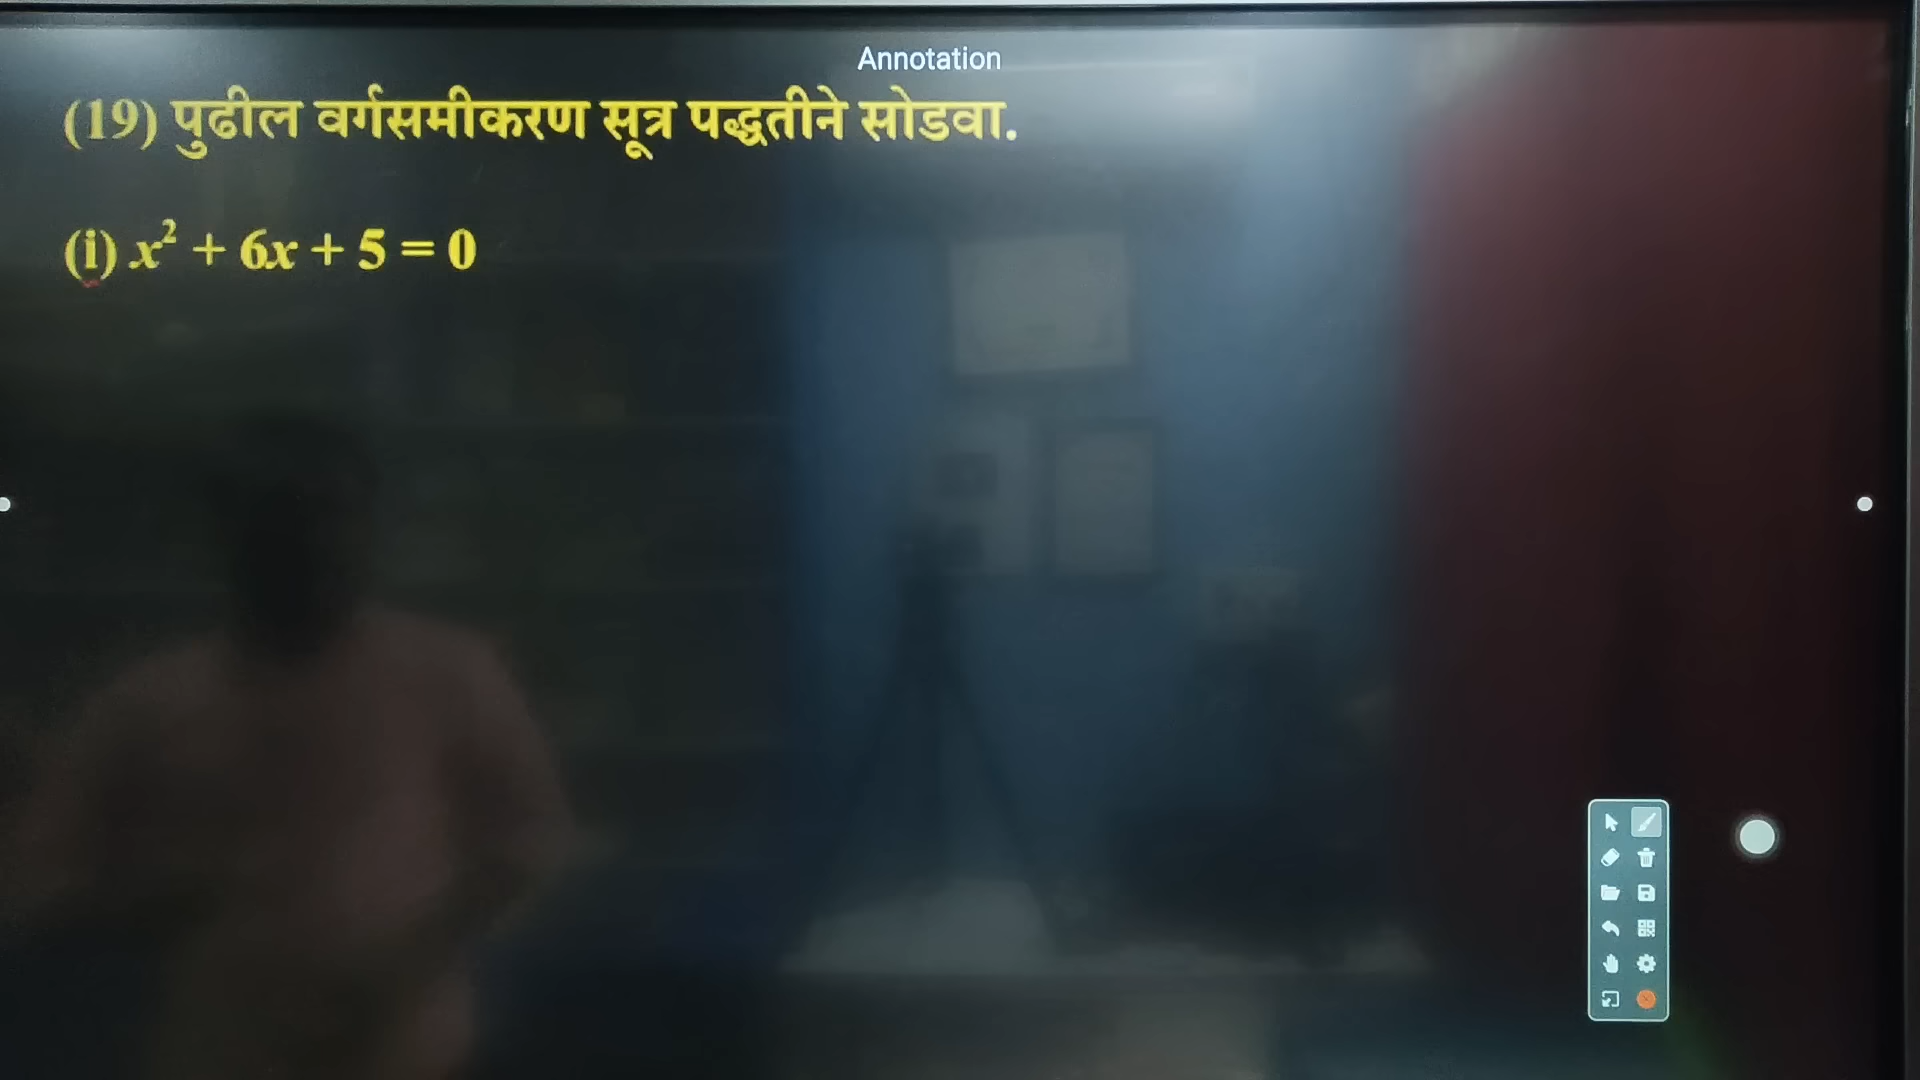 Annotation
(19) पुढील वर्गसमीकरण सूत्र पद्धतीने सोडवा.
(i) x² + 6x + 5 = 0